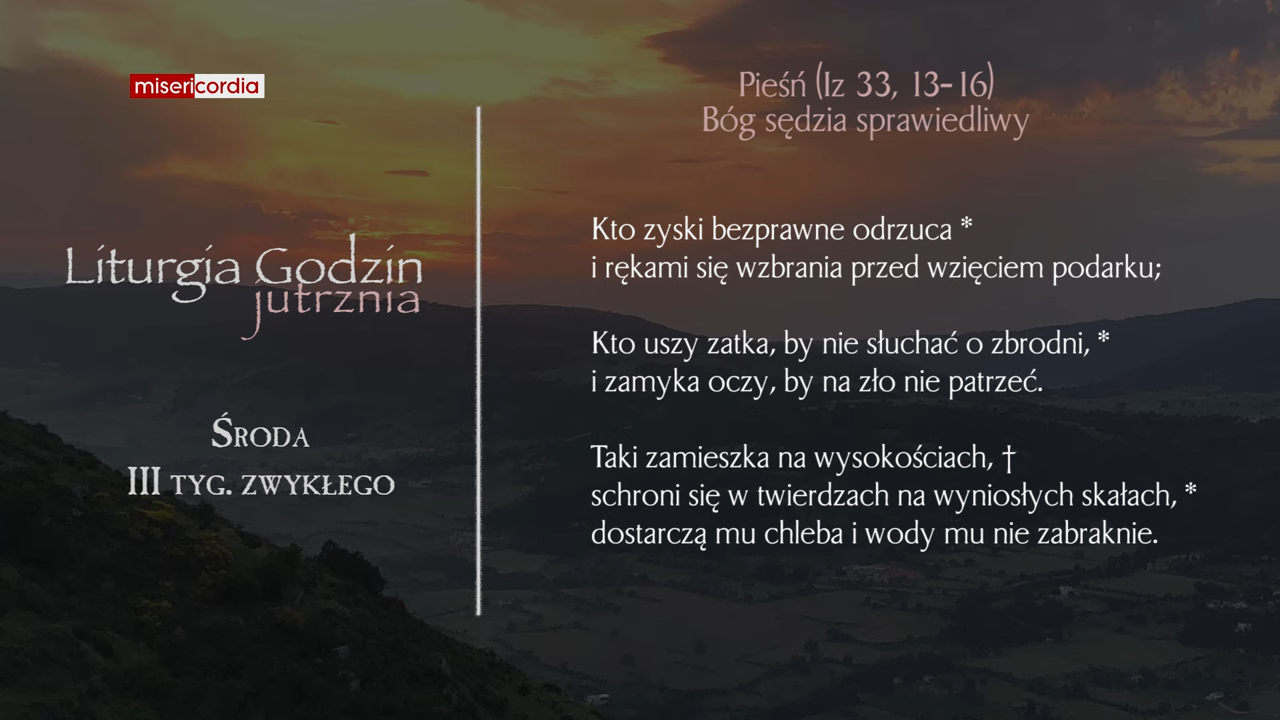 misericordia
Liturgia Godzin
jutrznia
Środa
III tyg. zwykłego
Pieśń (Iz 33, 13-16)
Bóg sędzia sprawiedliwy
Kto zyski bezprawne odrzuca *
i rękami się wzbrania przed wzięciem podarku;
Kto uszy zatka, by nie słuchać o zbrodni, *
i zamyka oczy, by na zło nie patrzeć.
Taki zamieszka na wysokościach, †
schroni się w twierdzach na wyniosłych skałach, *
dostarczą mu chleba i wody mu nie zabraknie.